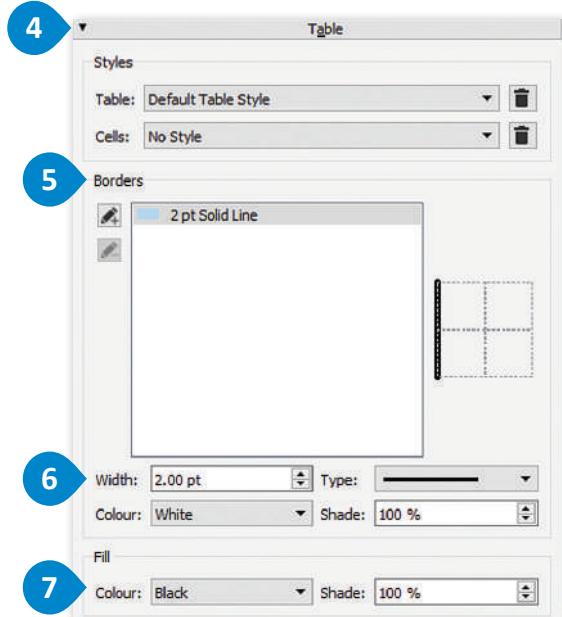 4
Table
Styles
Table: Default Table Style
Cells: No Style
5
Borders
2 pt Solid Line
6
Width: 2.00 pt Type:
Colour: White Shade: 100 %
Fill
7
Colour: Black Shade: 100 %